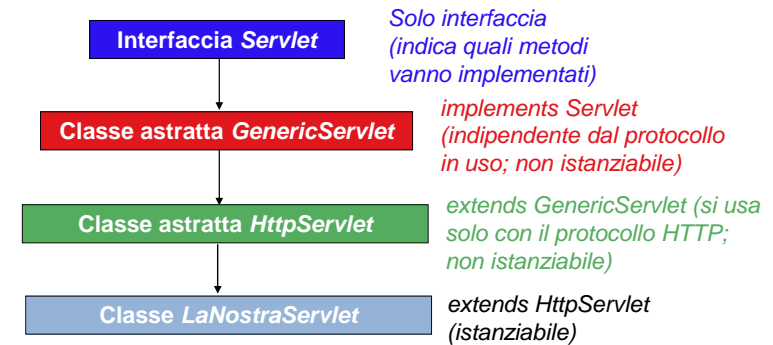 Interfaccia Servlet
Solo interfaccia
(indica quali metodi
vanno implementati)
Classe astratta GenericServlet
implements Servlet
(indipendente dal protocollo
in uso; non istanziabile)
Classe astratta HttpServlet
extends GenericServlet (si usa
solo con il protocollo HTTP;
non istanziabile)
Classe LaNostraServlet
extends HttpServlet
(istanziabile)